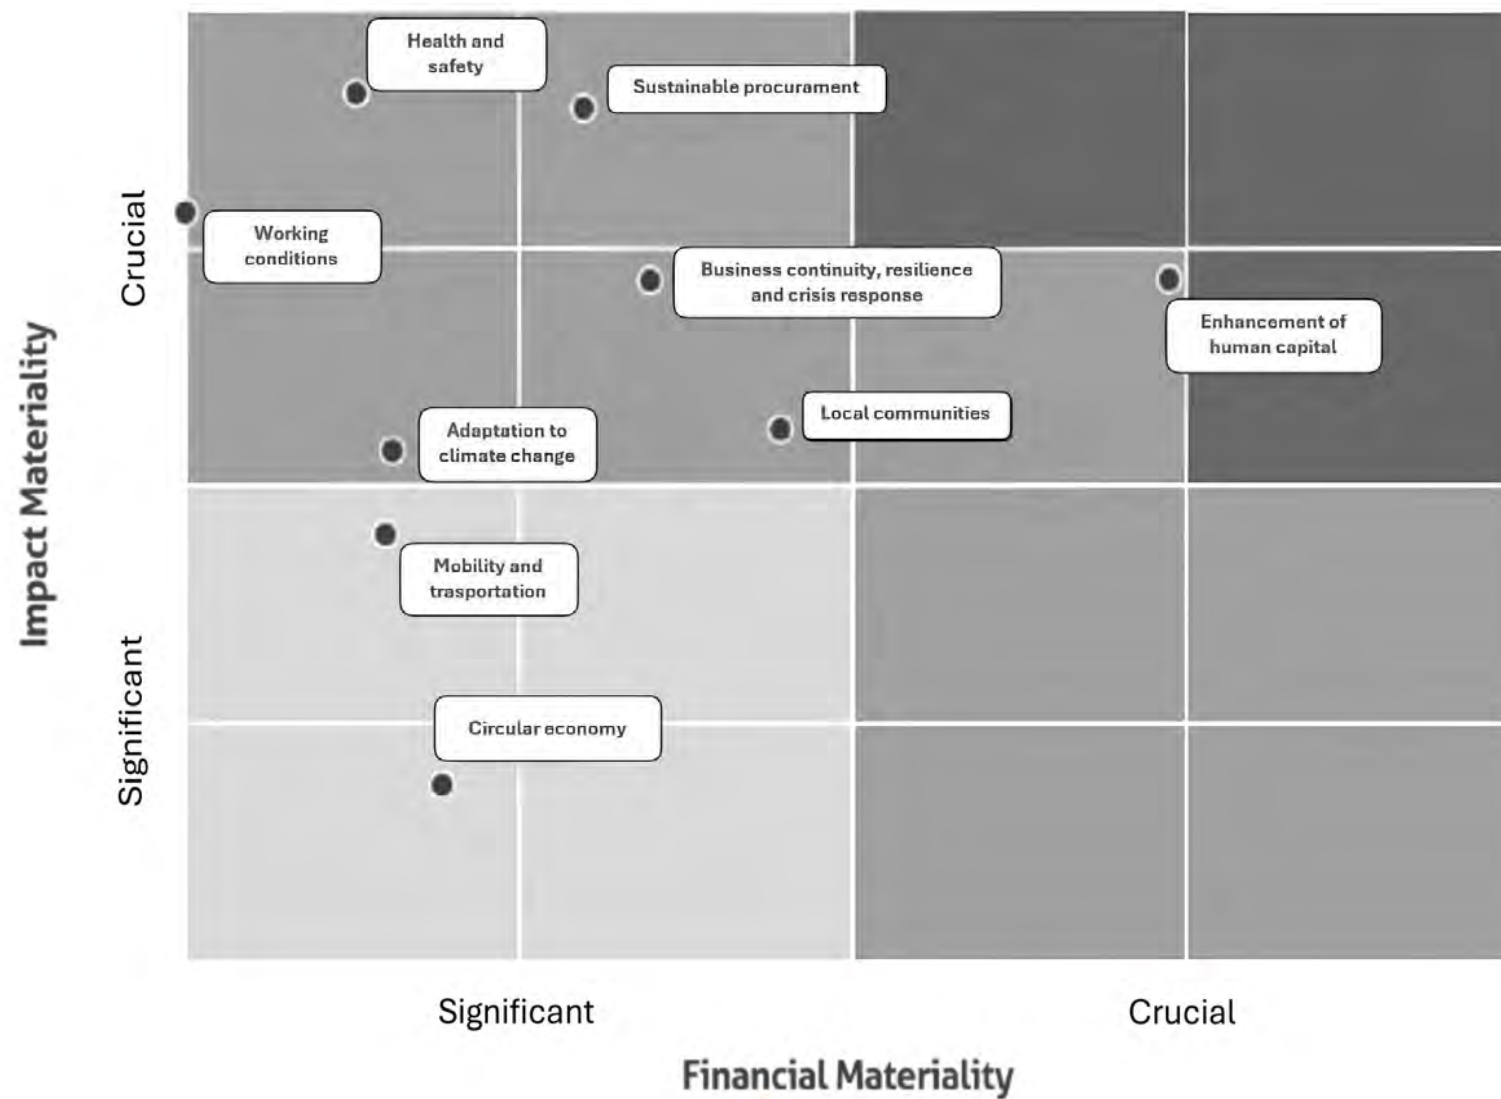 Health and
safety
Sustainable procurament
Crucial
Working
conditions
Business continuity, resilience
and crisis response
Enhancement of
human capital
Impact Materiality
Local communities
Adaptation to
climate change
Mobility and
trasportation
Significant
Circular economy
Significant
Crucial
Financial Materiality